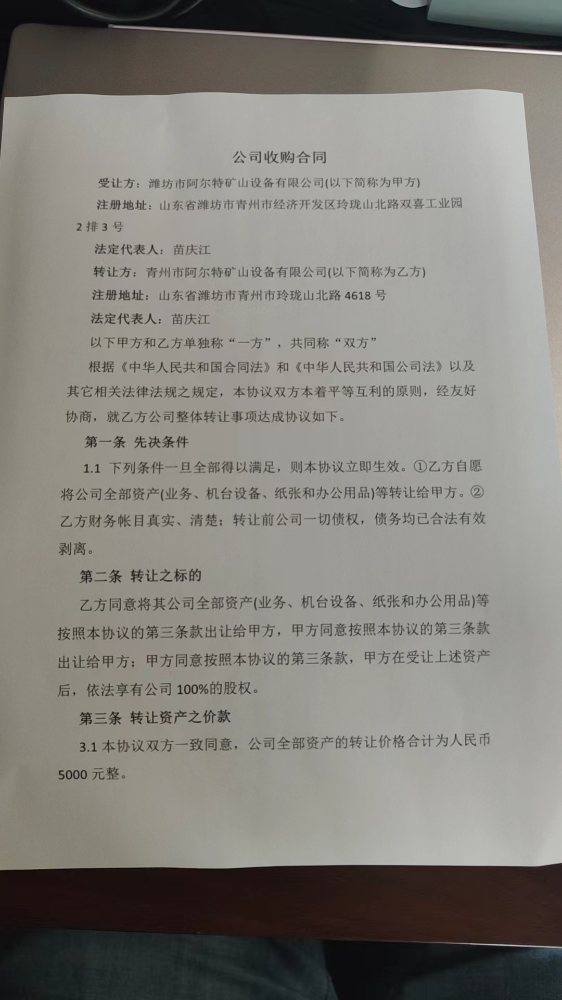 公司收购合同
受让方：潍坊市阿尔特矿山设备有限公司(以下简称为甲方)
注册地址：山东省潍坊市青州市经济开发区玲珑山北路双喜工业园
2 排 3 号
法定代表人：苗庆江
转让方：青州市阿尔特矿山设备有限公司(以下简称为乙方)
注册地址：山东省潍坊市青州市玲珑山北路 4618 号
法定代表人：苗庆江
以下甲方和乙方单独称“一方”，共同称“双方”
根据《中华人民共和国合同法》和《中华人民共和国公司法》以及
其它相关法律法规之规定，本协议双方本着平等互利的原则，经友好
协商，就乙方公司整体转让事项达成协议如下。
第一条 先决条件
1.1 下列条件一旦全部得以满足，则本协议立即生效。①乙方自愿
将公司全部资产(业务、机台设备、纸张和办公用品)等转让给甲方。②
乙方财务帐目真实、清楚；转让前公司一切债权，债务均已合法有效
剥离。
第二条 转让之标的
乙方同意将其公司全部资产(业务、机台设备、纸张和办公用品)等
按照本协议的第三条款出让给甲方，甲方同意按照本协议的第三条款
出让给甲方；甲方同意按照本协议的第三条款，甲方在受让上述资产
后，依法享有公司 100%的股权。
第三条 转让资产之价款
3.1 本协议双方一致同意，公司全部资产的转让价格合计为人民币
5000 元整。